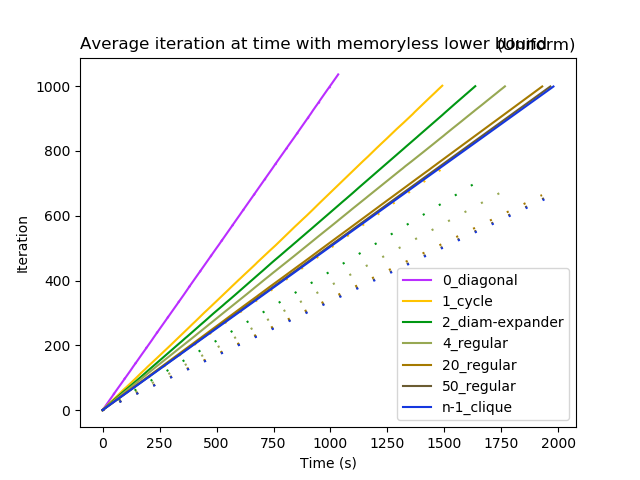 Average iteration at time with memoryless lower bound (Uniform)
Iteration
1000
800
600
400
200
0
0_diagonal
1_cycle
2_diam-expander
4_regular
20_regular
50_regular
n-1_clique
0 250 500 750 1000 1250 1500 1750 2000
Time (s)